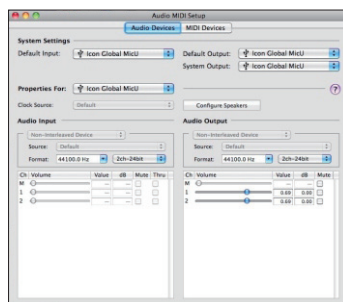 Audio MIDI Setup
Audio Devices MIDI Devices
System Settings
Default Input: Icon Global MicU
Default Output: Icon Global MicU
System Output: Icon Global MicU
Properties For: Icon Global MicU
?
Clock Source: Default
Configure Speakers
Audio Input
Audio Output
Non-Interleaved Device
Source: Default
Format: 44100.0 Hz 2ch-24bit
Non-Interleaved Device
Source: Default
Format: 44100.0 Hz 2ch-24bit
Ch Volume Value dB Mute Thru
M -- --
1 -- --
2 -- --
Ch Volume Value dB Mute
M -- --
1 0.69 0.00
2 0.69 0.00